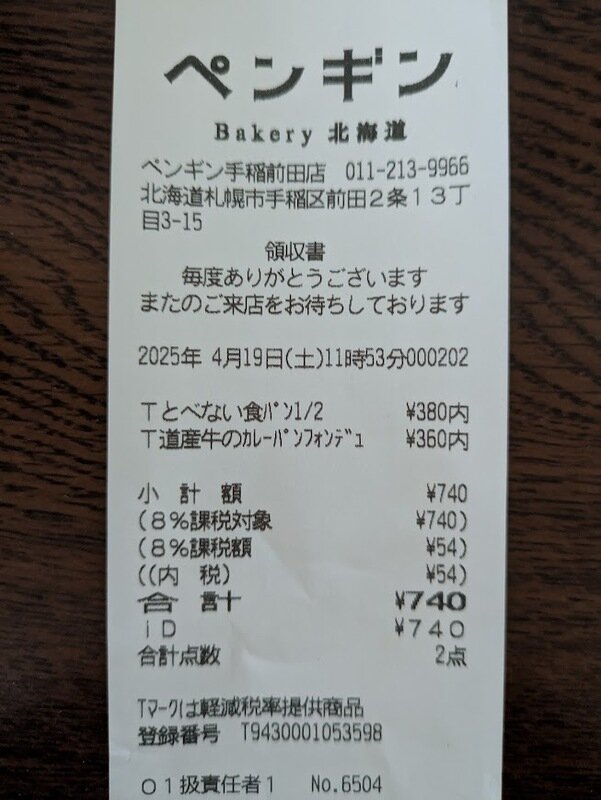 ペンギン
Bakery 北海道
ペンギン手稲前田店 011-213-9966
北海道札幌市手稲区前田2条13丁
目3-15
領収書
毎度ありがとうございます
またのご来店をお待ちしております
2025年 4月19日(土)11時53分000202
Tとべない食ﾊﾟﾝ1/2 ¥380内
T道産牛のｶﾚｰﾊﾟﾝﾌｫﾝﾃﾞｭ ¥360内
小計額 ¥740
(8%課税対象 ¥740)
(8%課税額 ¥54)
((内 税) ¥54)
合計 ¥740
iD ¥740
合計点数 2点
Tマークは軽減税率提供商品
登録番号 T9430001053598
01扱責任者1 No.6504